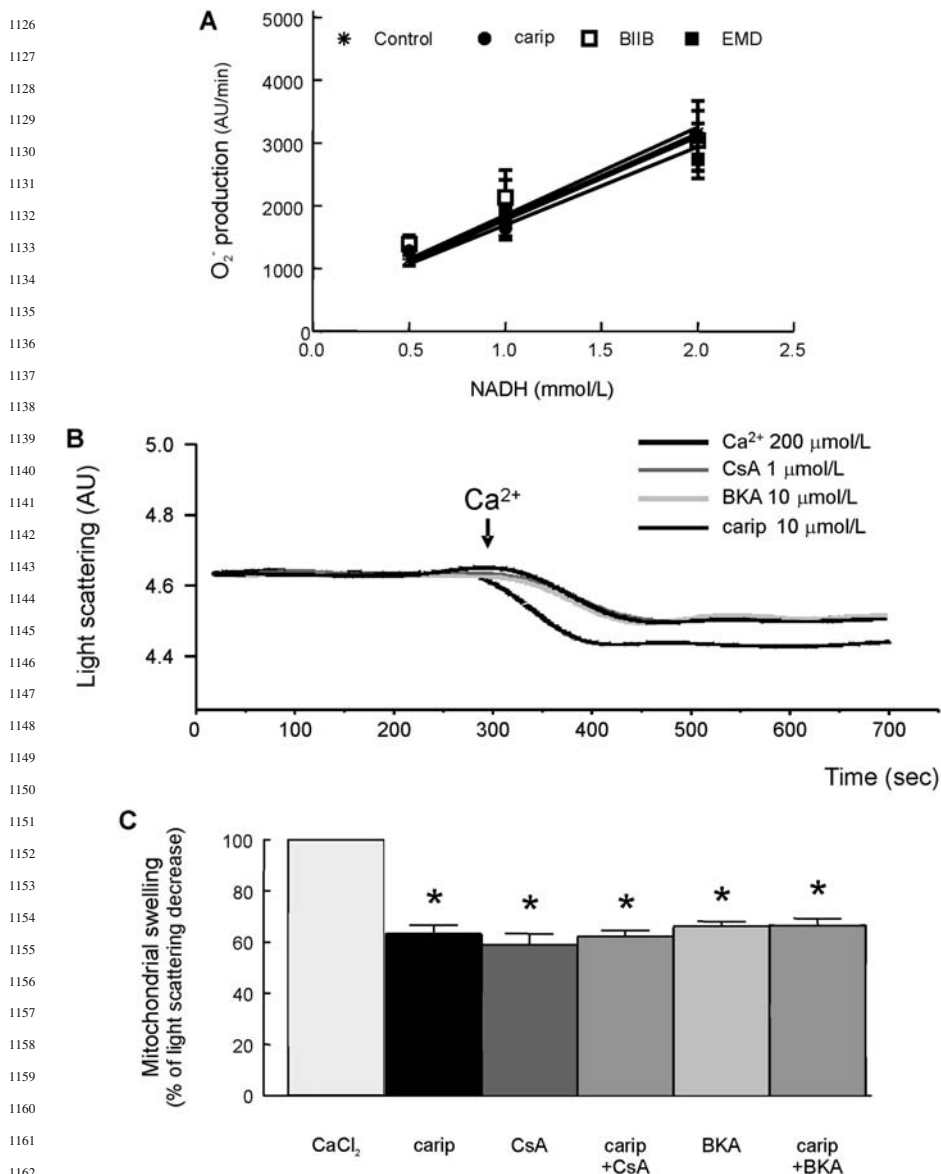 1126
1127
1128
1129
1130
1131
1132
1133
1134
1135
1136
1137
1138
1139
1140
1141
1142
1143
1144
1145
1146
1147
1148
1149
1150
1151
1152
1153
1154
1155
1156
1157
1158
1159
1160
1161
1162
A
Control carip BIIB EMD
O₂⁻ production (AU/min)
5000
4000
3000
2000
1000
0
0.0 0.5 1.0 1.5 2.0 2.5
NADH (mmol/L)
B
Light scattering (AU)
5.0
4.8
4.6
4.4
Ca²⁺
Ca²⁺ 200 μmol/L
CsA 1 μmol/L
BKA 10 μmol/L
carip 10 μmol/L
0 100 200 300 400 500 600 700
Time (sec)
C
Mitochondrial swelling
(% of light scattering decrease)
100
80
60
40
20
0
* * * * *
CaCl₂ carip CsA carip +CsA BKA carip +BKA